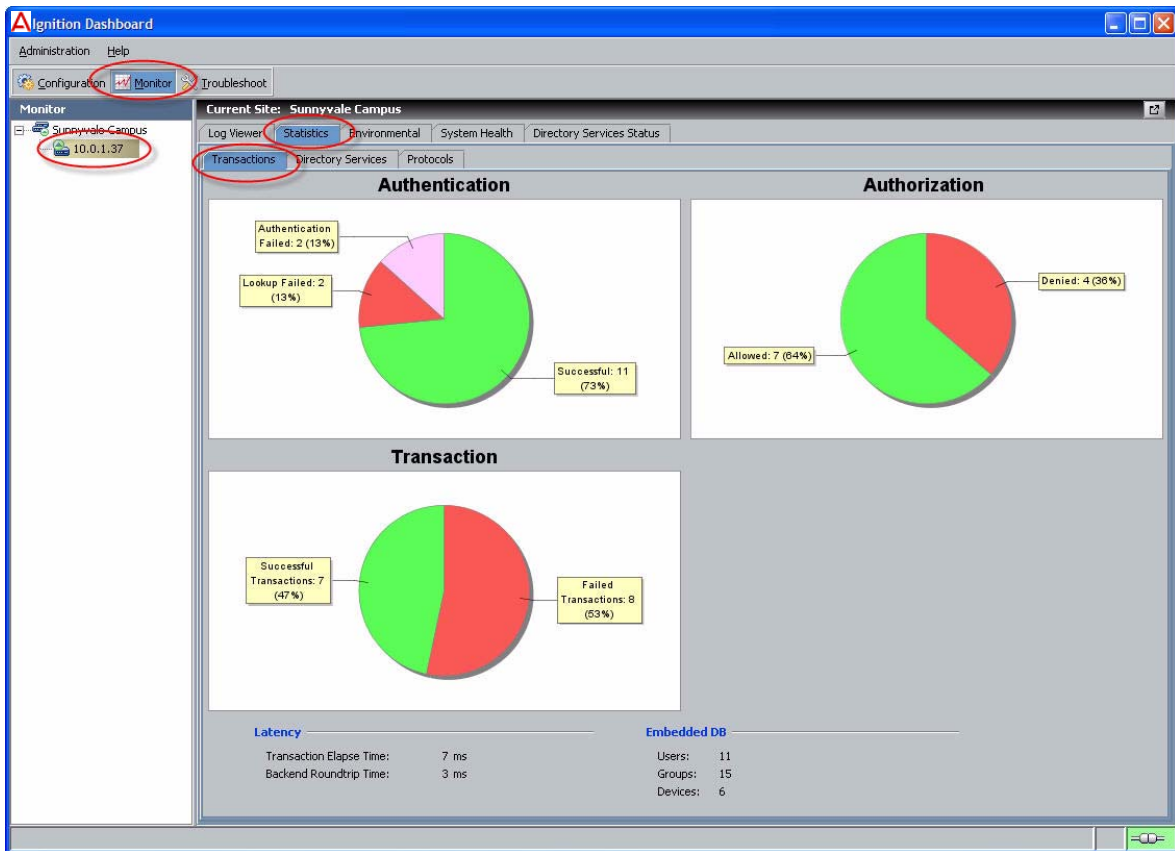 Ignition Dashboard
Administration Help
Configuration Monitor Troubleshoot
Monitor
Sunnyvale Campus
10.0.1.37
Current Site: Sunnyvale Campus
Log Viewer Statistics Environmental System Health Directory Services Status
Transactions Directory Services Protocols
Authentication
Authentication
Failed: 2 (13%)
Lookup Failed: 2
(13%)
Successful: 11
(73%)
Authorization
Denied: 4 (36%)
Allowed: 7 (64%)
Transaction
Successful
Transactions: 7
(47%)
Failed
Transactions: 8
(53%)
Latency
Transaction Elapse Time: 7 ms
Backend Roundtrip Time: 3 ms
Embedded DB
Users: 11
Groups: 15
Devices: 6